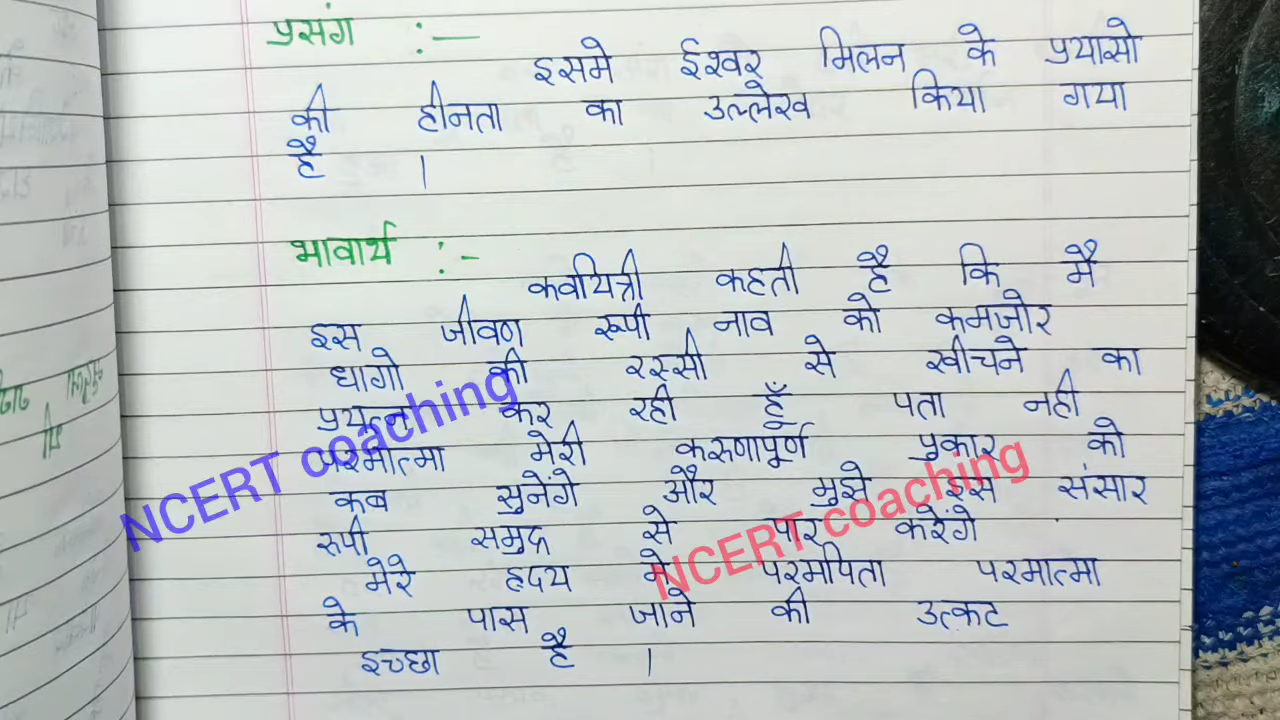 प्रसंग :-
इसमे ईश्वर मिलन के प्रयासो
की हीनता का उल्लेख किया गया
है ।
भावार्थ :-
कवयित्री कहती है कि मै
इस जीवण रूपी नाव को कमजोर
धागो की रस्सी से खीचने का
प्रयत्न कर रही हूँ पता नही
परमात्मा मेरी करुणापूर्ण पुकार को
कब सुनेंगे और मुझे इस संसार
रुपी समुद्र से पार करेंगे
मेरे हृदय मे परमपिता परमात्मा
के पास जाने की उत्कट
इच्छा है ।
NCERT coaching
NCERT coaching